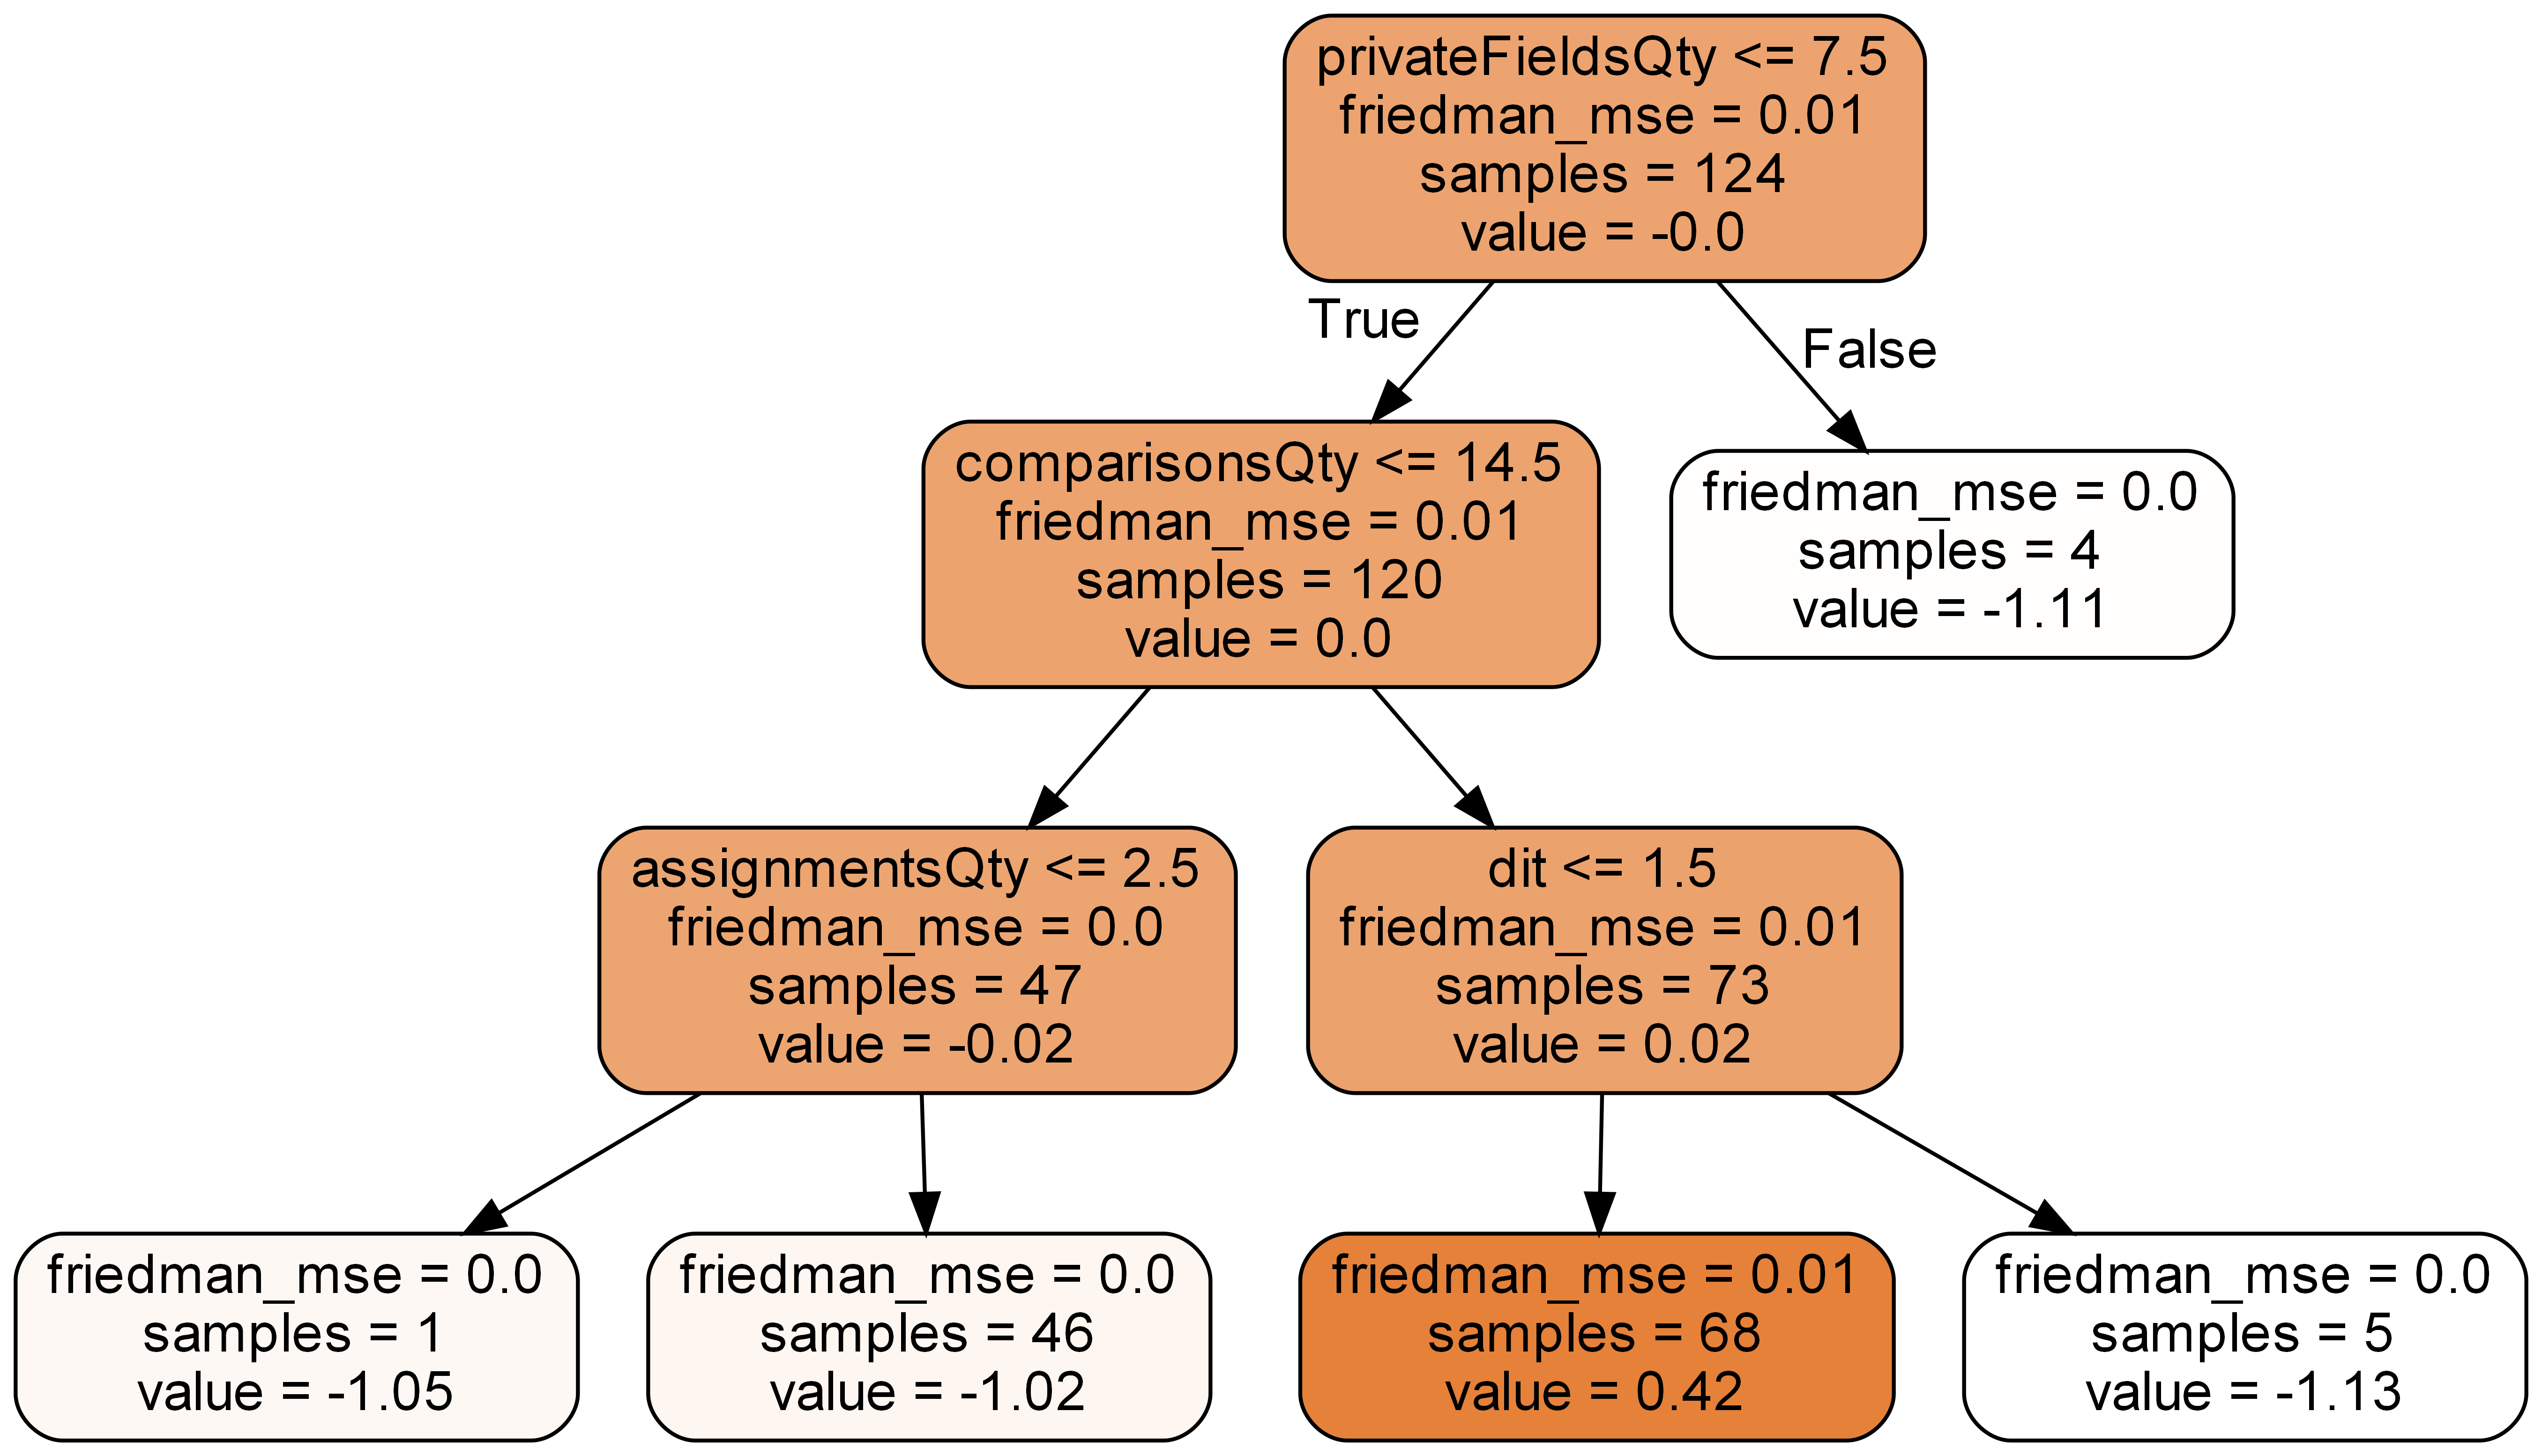 privateFieldsQty <= 7.5
friedman_mse = 0.01
samples = 124
value = -0.0
True
False
comparisonsQty <= 14.5
friedman_mse = 0.01
samples = 120
value = 0.0
friedman_mse = 0.0
samples = 4
value = -1.11
assignmentsQty <= 2.5
friedman_mse = 0.0
samples = 47
value = -0.02
dit <= 1.5
friedman_mse = 0.01
samples = 73
value = 0.02
friedman_mse = 0.0
samples = 1
value = -1.05
friedman_mse = 0.0
samples = 46
value = -1.02
friedman_mse = 0.01
samples = 68
value = 0.42
friedman_mse = 0.0
samples = 5
value = -1.13